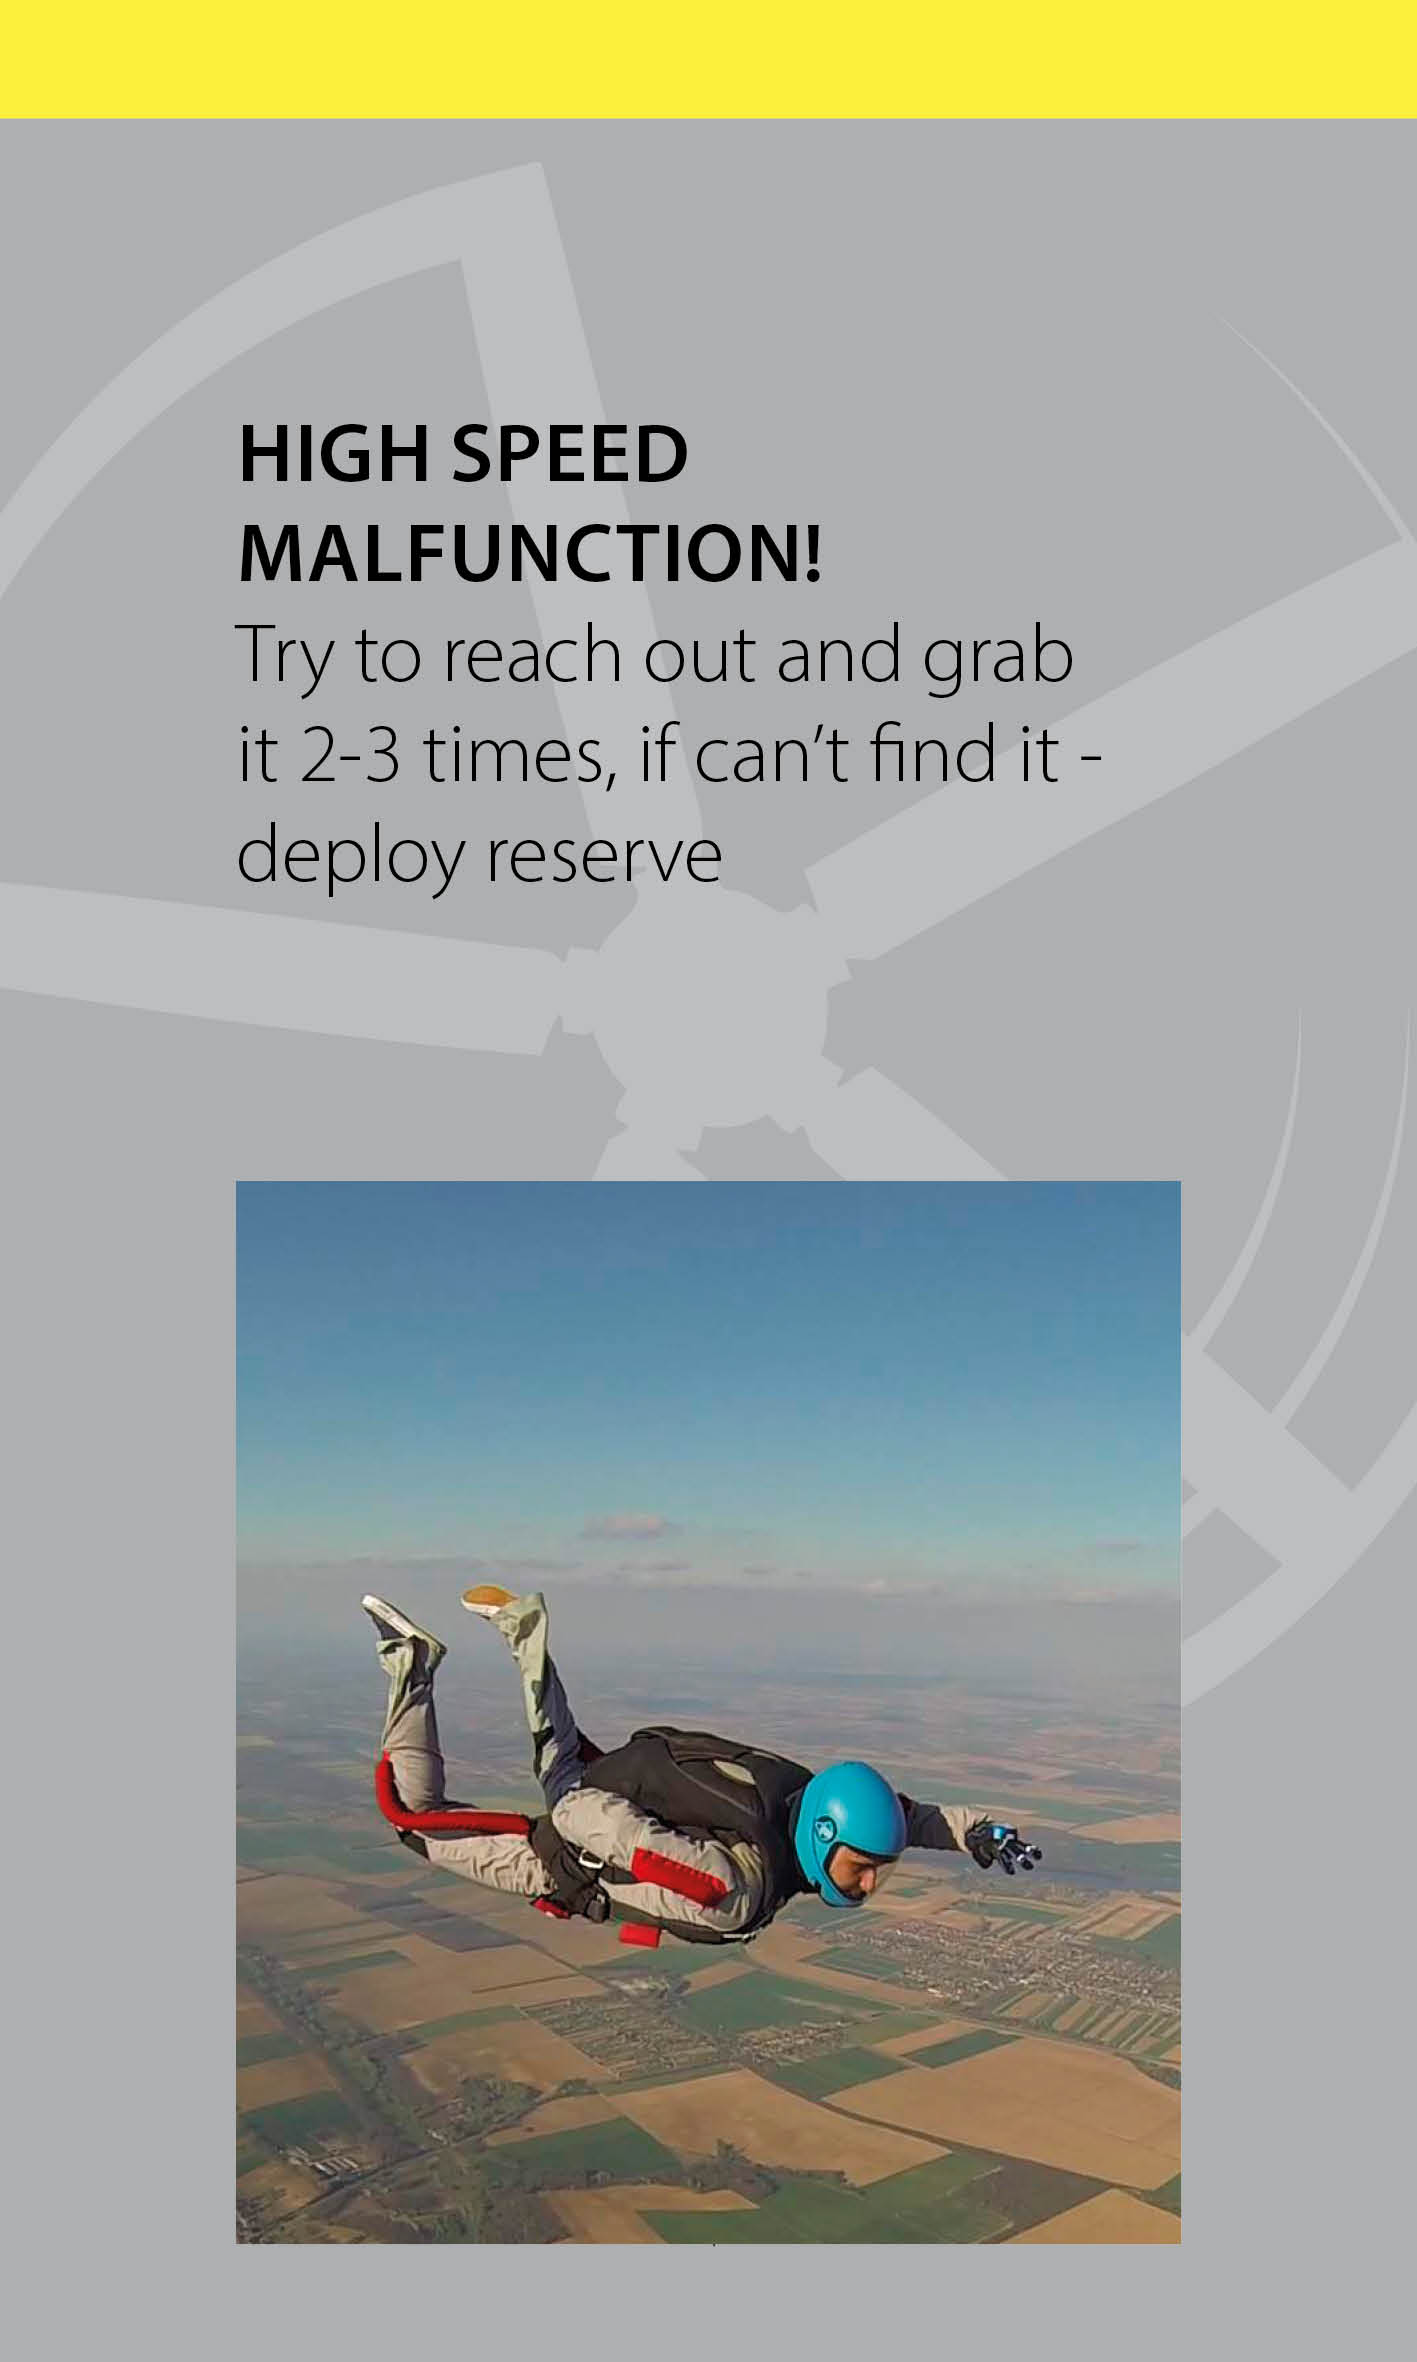 HIGH SPEED
MALFUNCTION!
Try to reach out and grab
it 2-3 times, if can’t find it -
deploy reserve